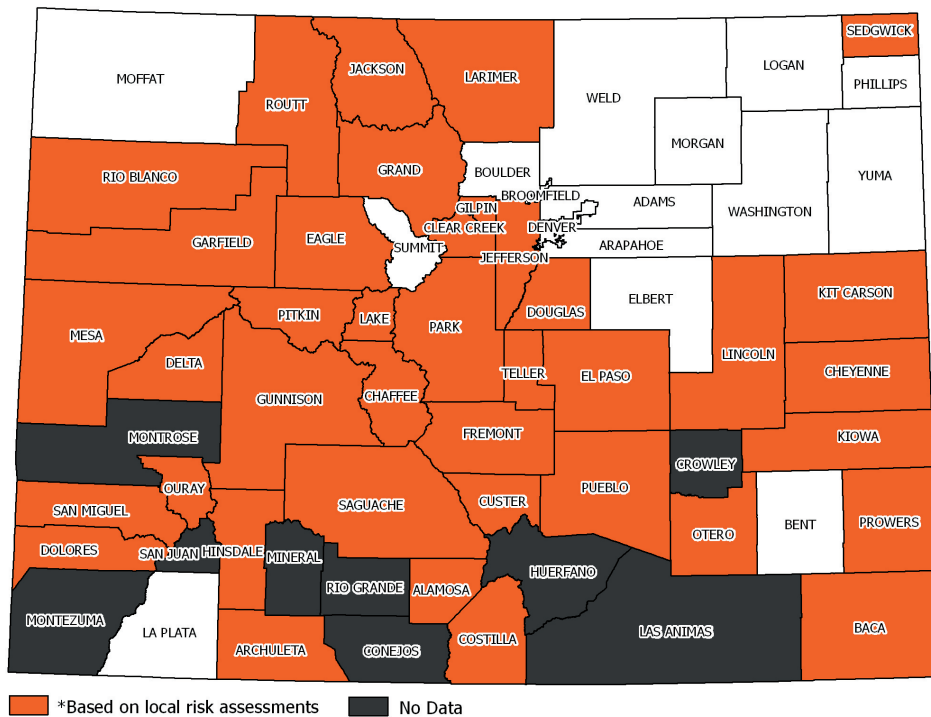 SEDGWICK
LOGAN
JACKSON
LARIMER
MOFFAT
PHILLIPS
WELD
ROUTT
MORGAN
GRAND
BOULDER
RIO BLANCO
YUMA
BROOMFIELD
ADAMS
GILPIN
WASHINGTON
CLEAR CREEK
DENVER
EAGLE
GARFIELD
SUMMIT
ARAPAHOE
JEFFERSON
KIT CARSON
ELBERT
DOUGLAS
PITKIN
LAKE
PARK
MESA
LINCOLN
DELTA
TELLER
CHEYENNE
EL PASO
CHAFFEE
GUNNISON
FREMONT
MONTROSE
KIOWA
CROWLEY
OURAY
PUEBLO
CUSTER
SAGUACHE
SAN MIGUEL
PROWERS
BENT
OTERO
DOLORES
SAN JUAN
HINSDALE
MINERAL
HUERFANO
RIO GRANDE
ALAMOSA
MONTEZUMA
BACA
LA PLATA
LAS ANIMAS
COSTILLA
ARCHULETA
CONEJOS
*Based on local risk assessments
No Data